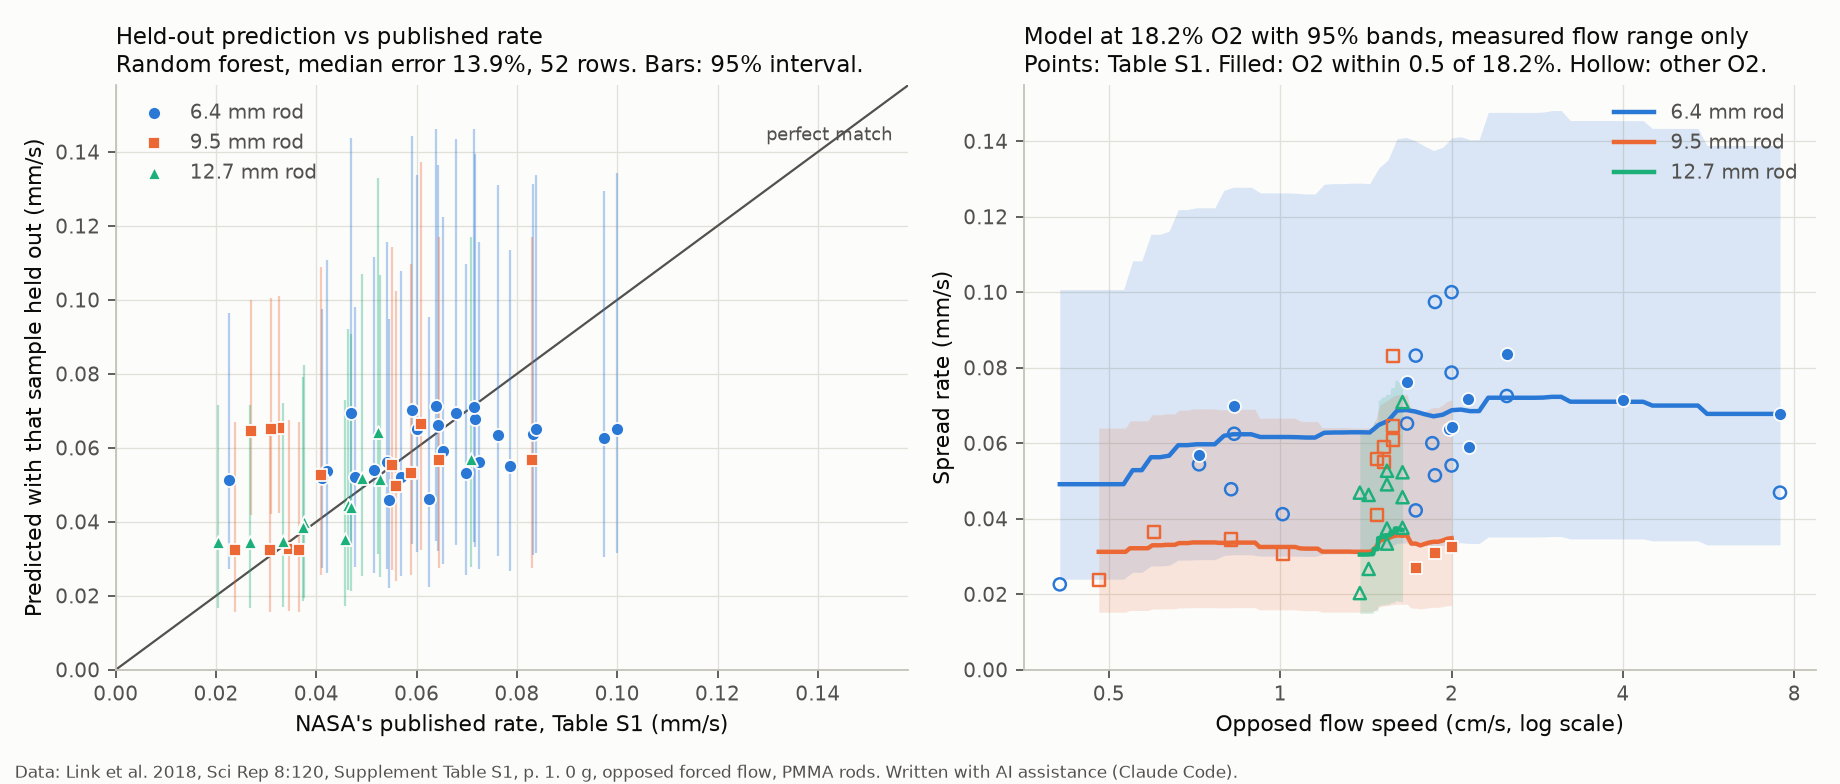 Held-out prediction vs published rate
Random forest, median error 13.9%, 52 rows. Bars: 95% interval.
6.4 mm rod
9.5 mm rod
12.7 mm rod
perfect match
Predicted with that sample held out (mm/s)
0.14
0.12
0.10
0.08
0.06
0.04
0.02
0.00
0.00 0.02 0.04 0.06 0.08 0.10 0.12 0.14
NASA's published rate, Table S1 (mm/s)
Model at 18.2% O2 with 95% bands, measured flow range only
Points: Table S1. Filled: O2 within 0.5 of 18.2%. Hollow: other O2.
6.4 mm rod
9.5 mm rod
12.7 mm rod
Spread rate (mm/s)
0.14
0.12
0.10
0.08
0.06
0.04
0.02
0.00
0.5 1 2 4 8
Opposed flow speed (cm/s, log scale)
Data: Link et al. 2018, Sci Rep 8:120, Supplement Table S1, p. 1. 0 g, opposed forced flow, PMMA rods. Written with AI assistance (Claude Code).